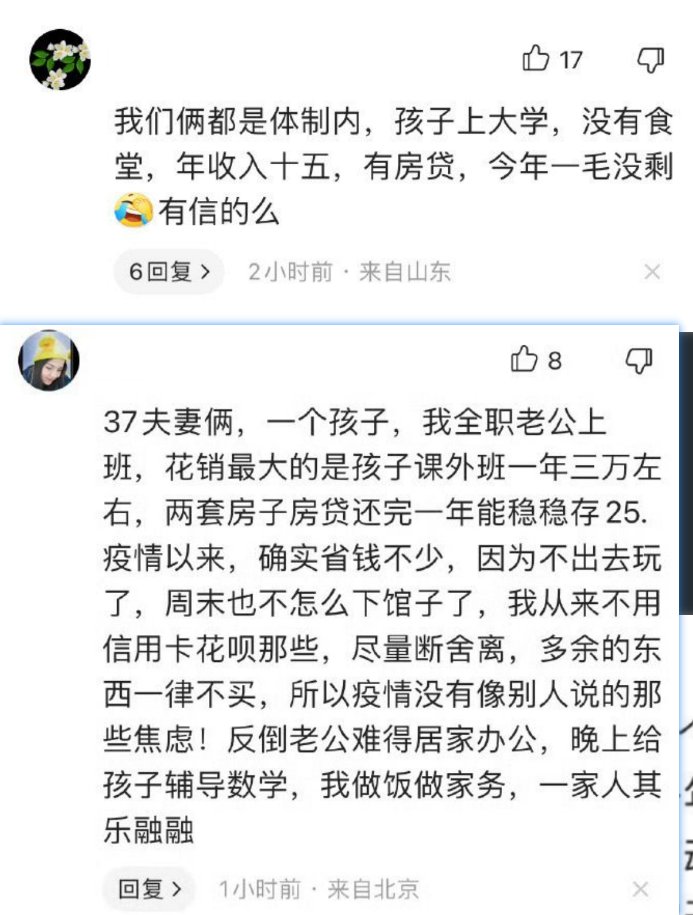 17
我们俩都是体制内，孩子上大学，没有食
堂，年收入十五，有房贷，今年一毛没剩
😂有信的么
6回复 >
2小时前 · 来自山东
8
37夫妻俩，一个孩子，我全职老公上
班，花销最大的是孩子课外班一年三万左
右，两套房子房贷还完一年能稳稳存25.
疫情以来，确实省钱不少，因为不出去玩
了，周末也不怎么下馆子了，我从来不用
信用卡花呗那些，尽量断舍离，多余的东
西一律不买，所以疫情没有像别人说的那
些焦虑！反倒老公难得居家办公，晚上给
孩子辅导数学，我做饭做家务，一家人其
乐融融
回复 >
1小时前 · 来自北京